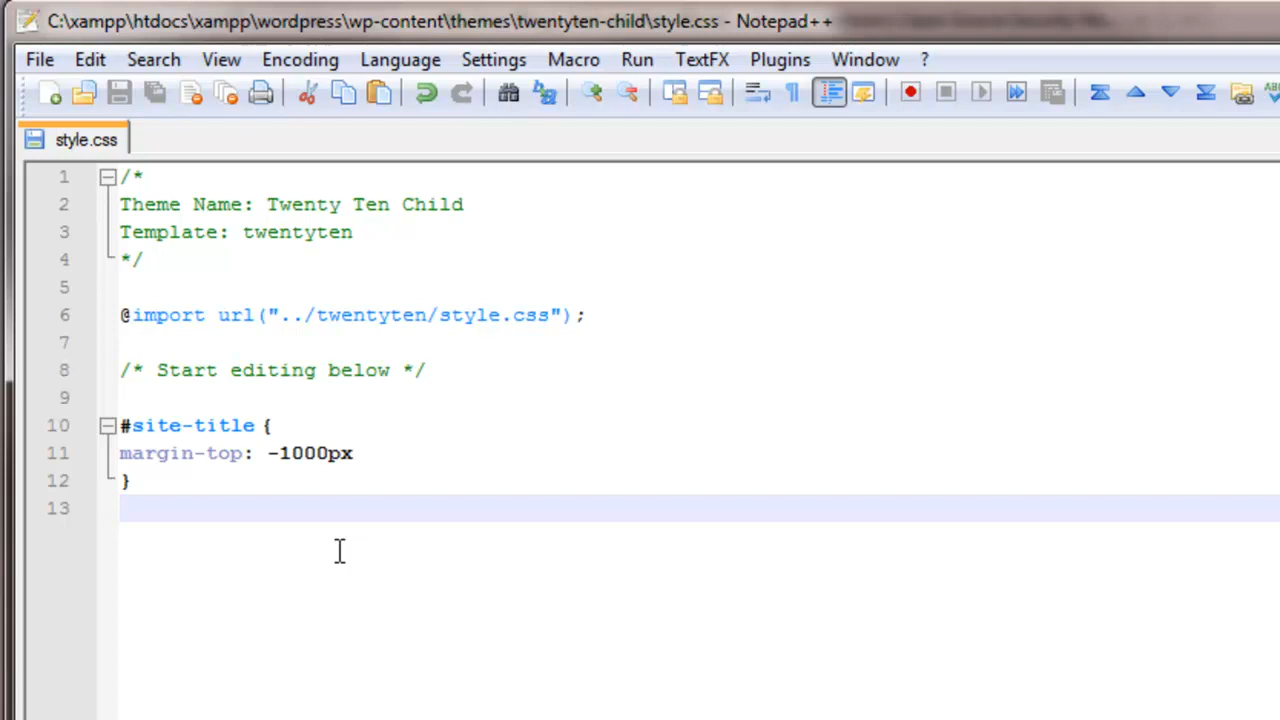 C:\xampp\htdocs\xampp\wordpress\wp-content\themes\twentyten-child\style.css - Notepad++
File Edit Search View Encoding Language Settings Macro Run TextFX Plugins Window ?
style.css
1 /*
2 Theme Name: Twenty Ten Child
3 Template: twentyten
4 */
5
6 @import url("../twentyten/style.css");
7
8 /* Start editing below */
9
10 #site-title {
11 margin-top: -1000px
12 }
13